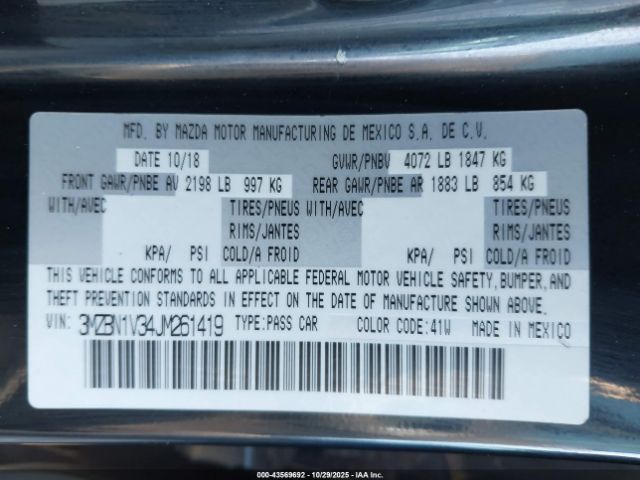 MFD. BY MAZDA MOTOR MANUFACTURING DE MEXICO S.A. DE C.V.
DATE 10/18 GVWR/PNBV 4072 LB 1847 KG
FRONT GAWR/PNBE AV 2198 LB 997 KG REAR GAWR/PNBE AR 1883 LB 854 KG
WITH/AVEC TIRES/PNEUS WITH/AVEC TIRES/PNEUS
RIMS/JANTES RIMS/JANTES
KPA/ PSI COLD/A FROID KPA/ PSI COLD/A FROID
THIS VEHICLE CONFORMS TO ALL APPLICABLE FEDERAL MOTOR VEHICLE SAFETY, BUMPER, AND
THEFT PREVENTION STANDARDS IN EFFECT ON THE DATE OF MANUFACTURE SHOWN ABOVE.
VIN: 3MZBN1V34JM261419 TYPE: PASS CAR COLOR CODE: 41W MADE IN MEXICO
000-43569692 - 10/29/2025 - IAA Inc.